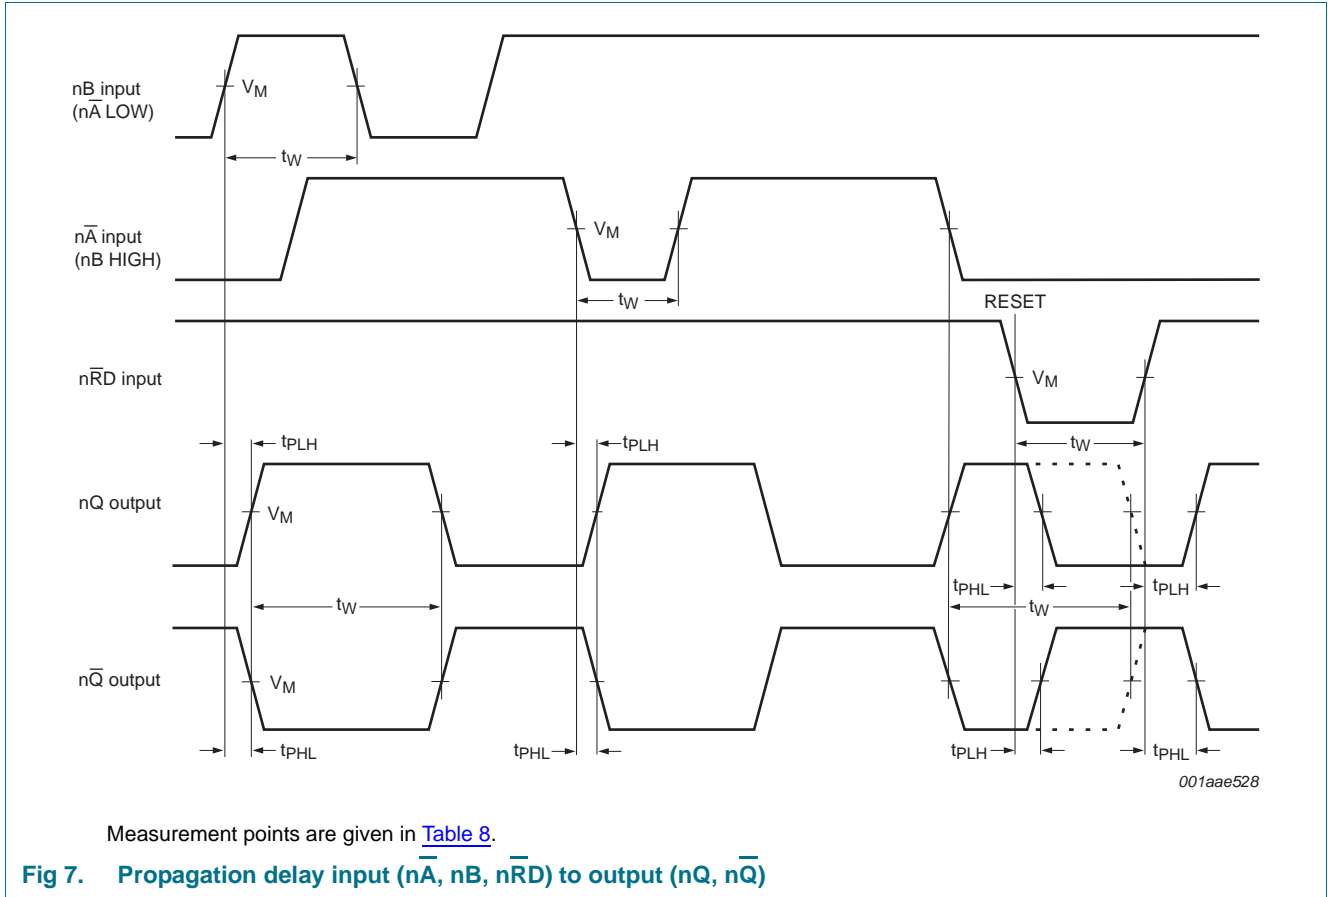 nB input
(nA̅ LOW)
VM
tW
nA̅ input
(nB HIGH)
VM
tW
RESET
nR̅D input
VM
tW
tPLH
tPLH
nQ output
VM
tPHL
tPLH
tW
tW
nQ̅ output
VM
tPHL
tPHL
tPLH
tPHL
001aae528
Measurement points are given in Table 8.
Fig 7. Propagation delay input (nA̅, nB, nR̅D) to output (nQ, nQ̅)